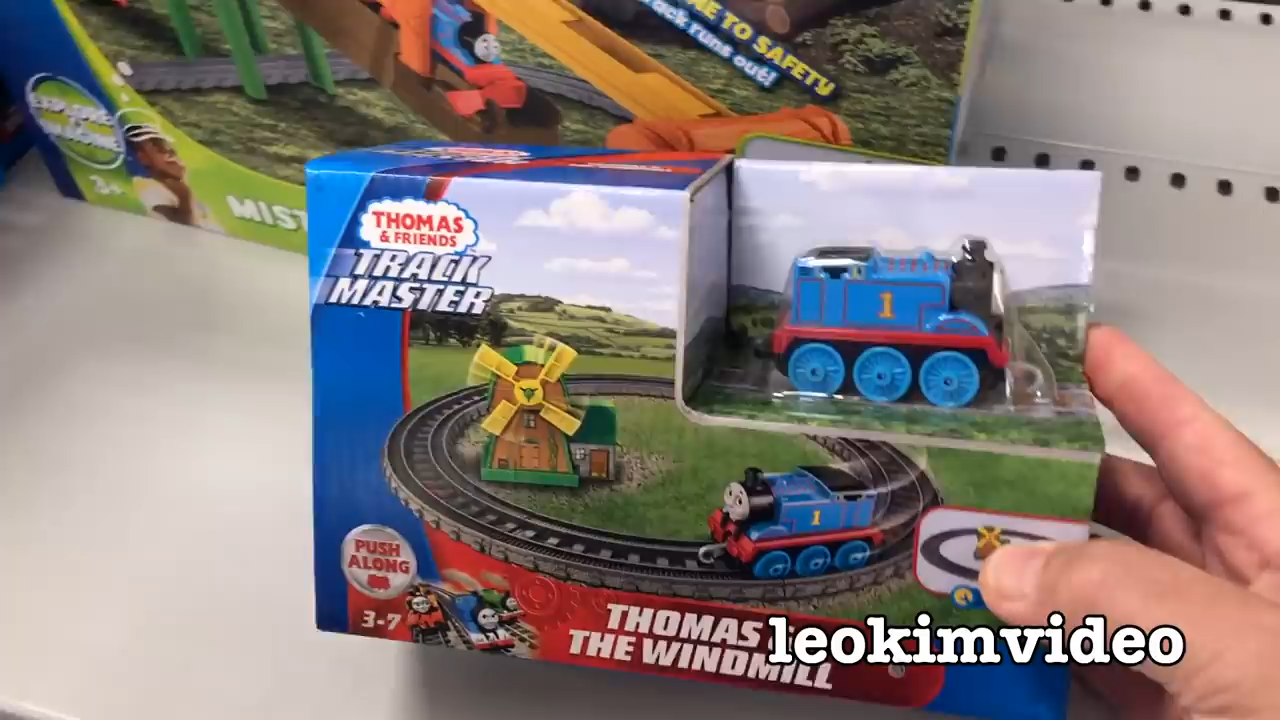 ME TO SAFETY
track runs out!
3+
MIST
THOMAS
& FRIENDS
TRACK
MASTER
1
1
PUSH
ALONG
3-7
THOMAS
THE WINDMILL
leokimvideo